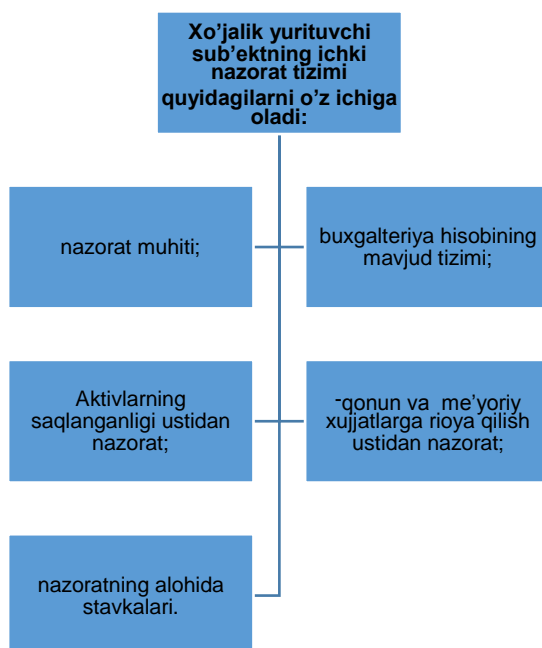 Xo’jalik yurituvchi
sub’ektning ichki
nazorat tizimi
quyidagilarni o’z ichiga
oladi:
nazorat muhiti;
buxgalteriya hisobining
mavjud tizimi;
Aktivlarning
saqlanganligi ustidan
nazorat;
-qonun va me’yoriy
xujjatlarga rioya qilish
ustidan nazorat;
nazoratning alohida
stavkalari.